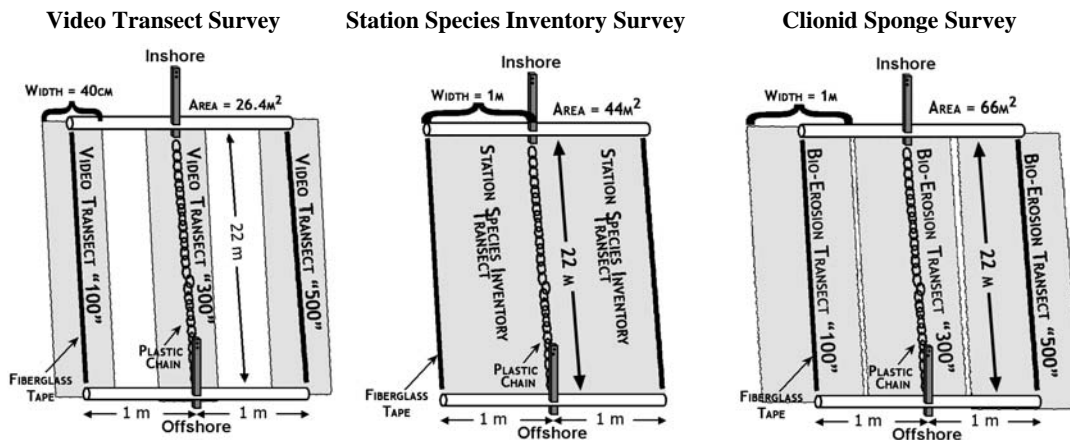 Video Transect Survey
Inshore
WIDTH = 40CM
AREA = 26.4M²
VIDEO TRANSECT "100"
VIDEO TRANSECT "300"
VIDEO TRANSECT "500"
22 m
PLASTIC
CHAIN
FIBERGLASS
TAPE
1 m
1 m
Offshore
Station Species Inventory Survey
Inshore
WIDTH = 1M
AREA = 44M²
STATION SPECIES INVENTORY
TRANSECT
STATION SPECIES INVENTORY
TRANSECT
22 M
PLASTIC
CHAIN
FIBERGLASS
TAPE
1 m
1 m
Offshore
Clionid Sponge Survey
Inshore
WIDTH = 1M
AREA = 66M²
BIO-EROSION TRANSECT "100"
BIO-EROSION TRANSECT "300"
BIO-EROSION TRANSECT "500"
22 M
PLASTIC
CHAIN
FIBERGLASS
TAPE
1 m
1 m
Offshore